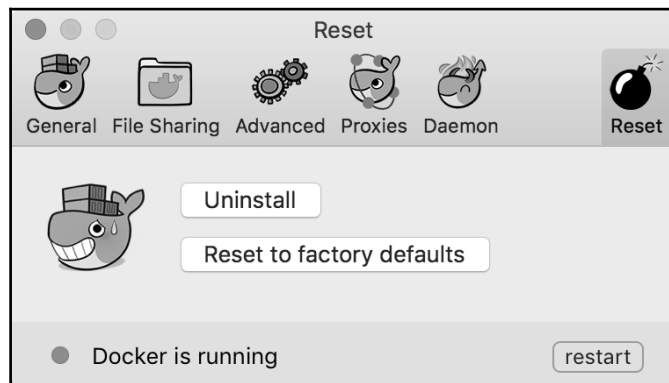 Reset
General File Sharing Advanced Proxies Daemon Reset
Uninstall
Reset to factory defaults
Docker is running restart